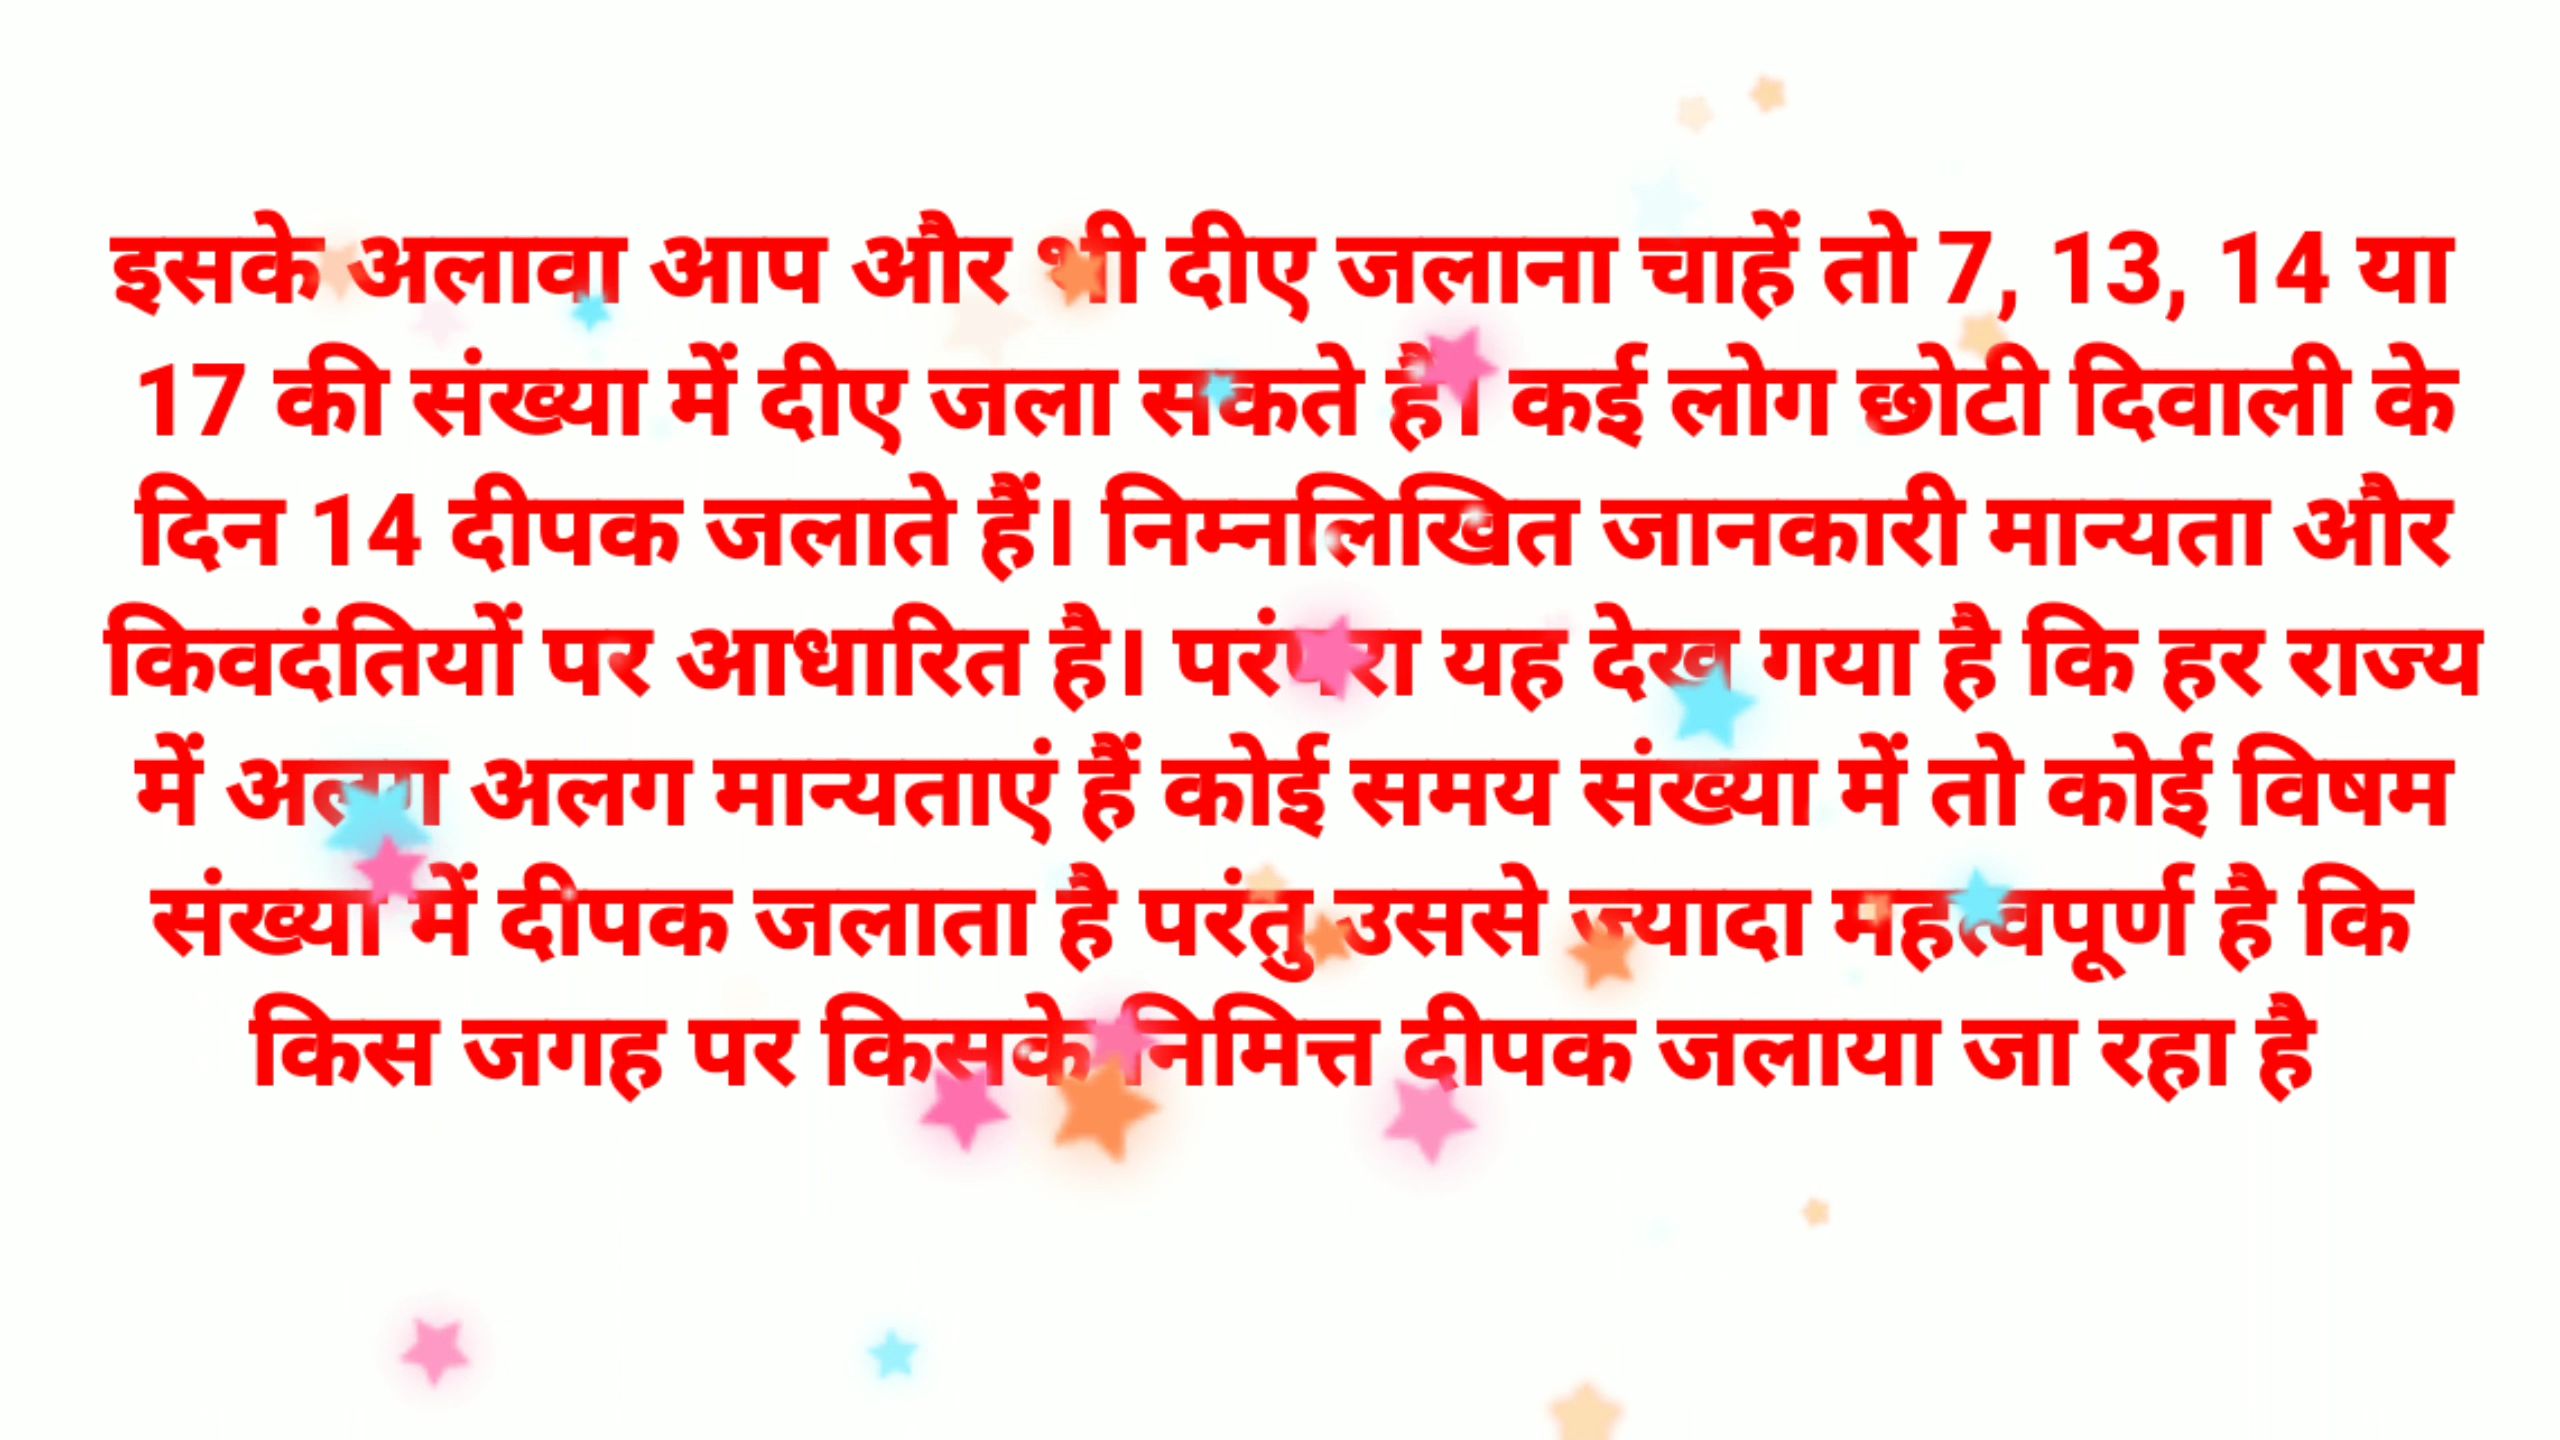 इसके अलावा आप और भी दीए जलाना चाहें तो 7, 13, 14 या
17 की संख्या में दीए जला सकते है। कई लोग छोटी दिवाली के
दिन 14 दीपक जलाते हैं। निम्नलिखित जानकारी मान्यता और
किवदंतियों पर आधारित है। परंपरा यह देख गया है कि हर राज्य
में अलग अलग मान्यताएं हैं कोई समय संख्या में तो कोई विषम
संख्या में दीपक जलाता है परंतु उससे ज्यादा महत्वपूर्ण है कि
किस जगह पर किसके निमित्त दीपक जलाया जा रहा है